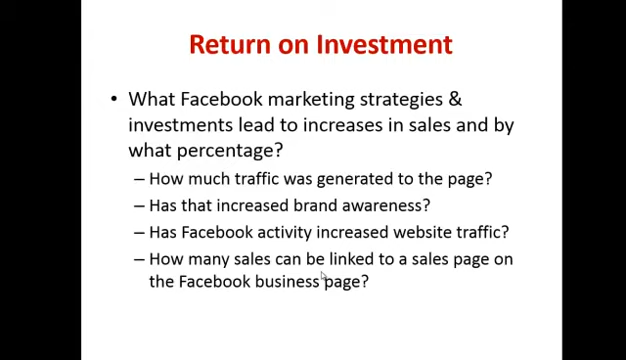 Return on Investment
• What Facebook marketing strategies &
investments lead to increases in sales and by
what percentage?
– How much traffic was generated to the page?
– Has that increased brand awareness?
– Has Facebook activity increased website traffic?
– How many sales can be linked to a sales page on
the Facebook business page?